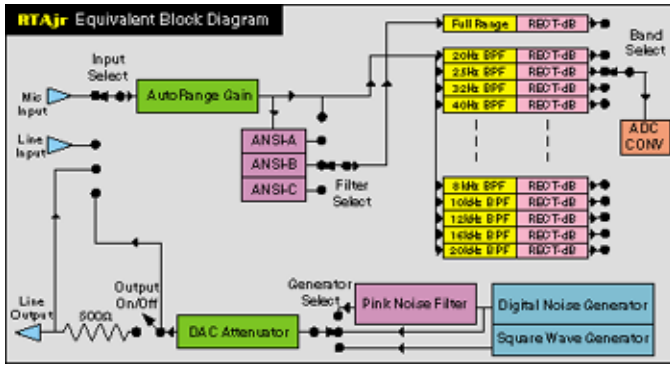 RTAjr Equivalent Block Diagram
Input
Select
Mic
Input
AutoRange Gain
Line
Input
ANSI-A
ANSI-B
ANSI-C
Filter
Select
Full Range RECT-dB
20Hz BPF RECT-dB
25Hz BPF RECT-dB
32Hz BPF RECT-dB
40Hz BPF RECT-dB
8kHz BPF RECT-dB
10kHz BPF RECT-dB
12kHz BPF RECT-dB
16kHz BPF RECT-dB
20kHz BPF RECT-dB
Band
Select
ADC
CONV
Line
Output
600Ω
Output
On/Off
DAC Attenuator
Generator
Select
Pink Noise Filter
Digital Noise Generator
Square Wave Generator